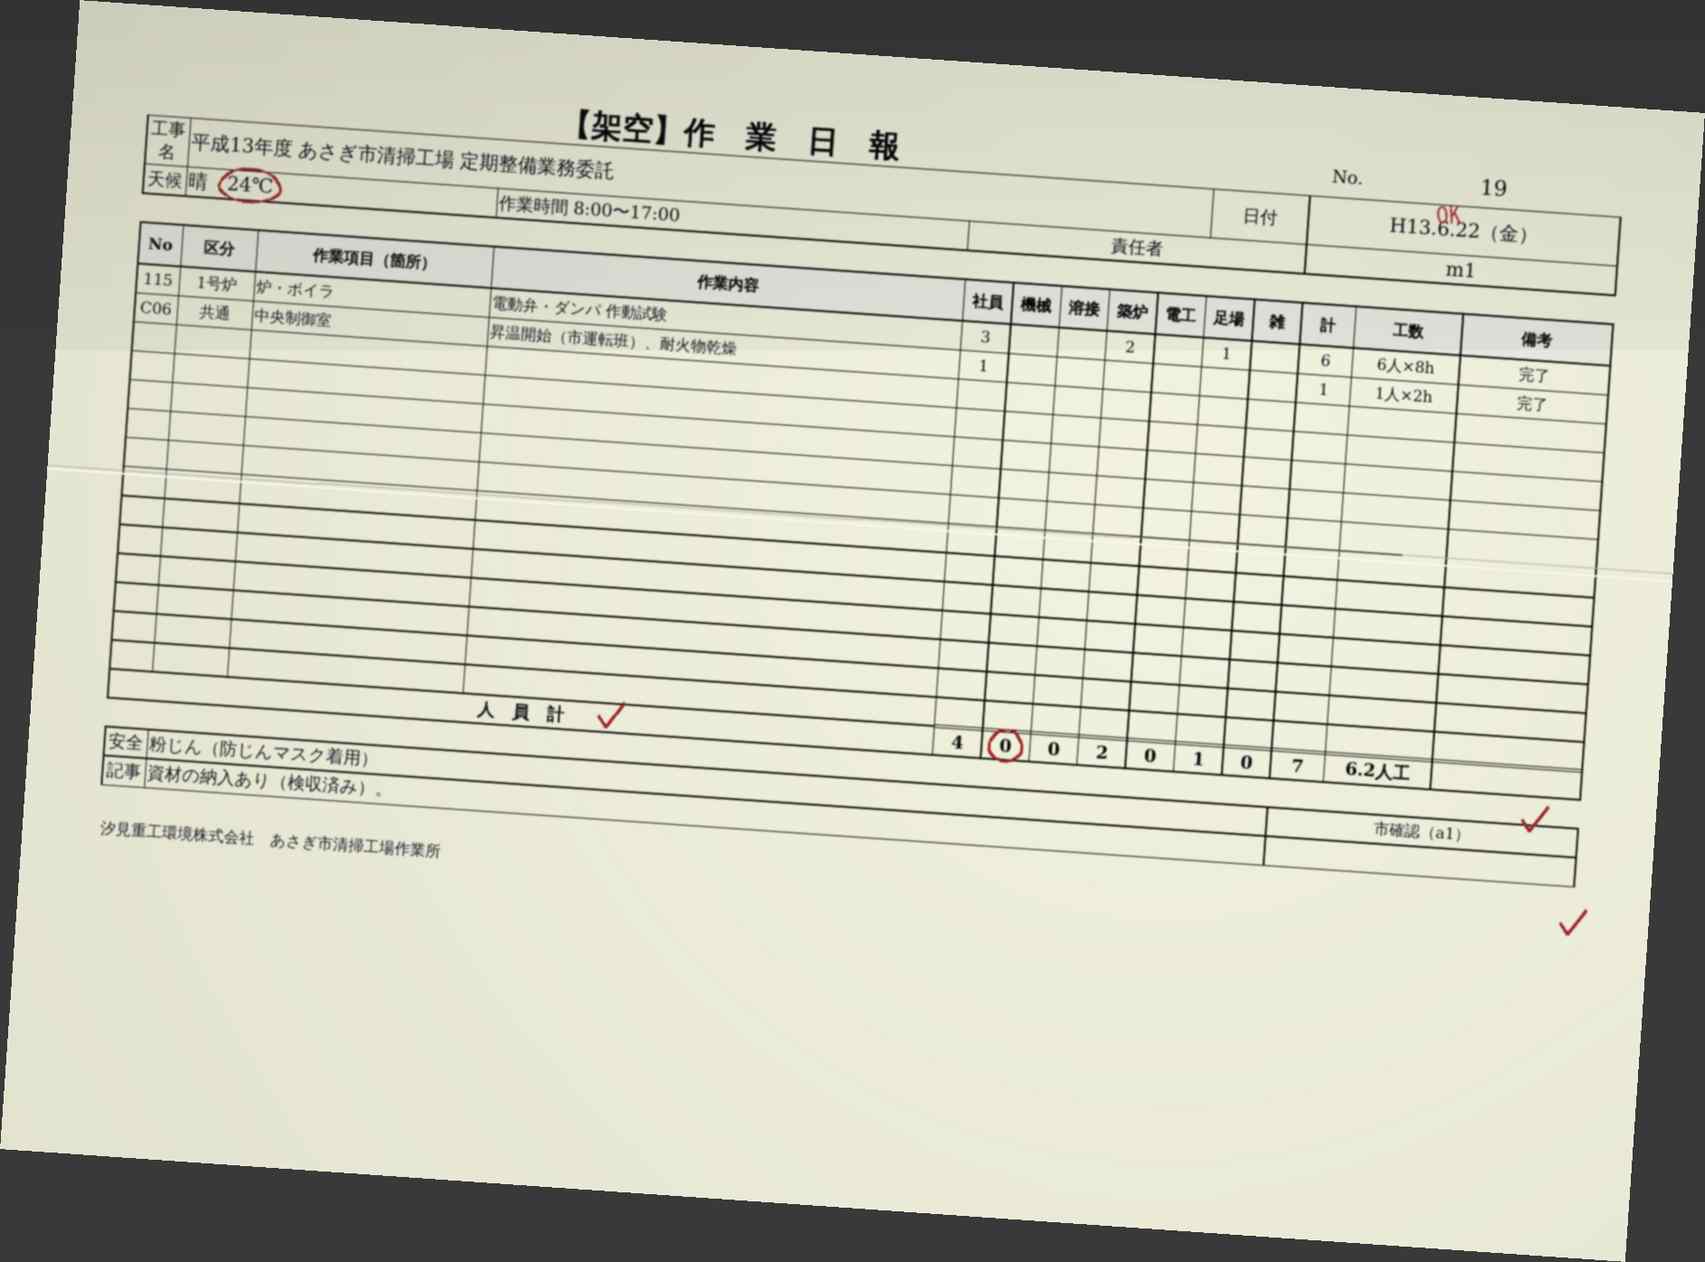 【架空】作 業 日 報
No. 19
工事名 平成13年度 あさぎ市清掃工場 定期整備業務委託 日付 H13.6.22（金）
OK
天候 晴 24℃ 作業時間 8:00〜17:00 責任者 m1
No 区分 作業項目（箇所） 作業内容 社員 機械 溶接 築炉 電工 足場 雑 計 工数 備考
115 1号炉 炉・ボイラ 電動弁・ダンパ 作動試験 3 2 1 6 6人×8h 完了
C06 共通 中央制御室 昇温開始（市運転班）、耐火物乾燥 1 1 1人×2h 完了
人 員 計 4 0 0 2 0 1 0 7 6.2人工
安全 粉じん（防じんマスク着用） 市確認（a1）
記事 資材の納入あり（検収済み）。
汐見重工環境株式会社 あさぎ市清掃工場作業所